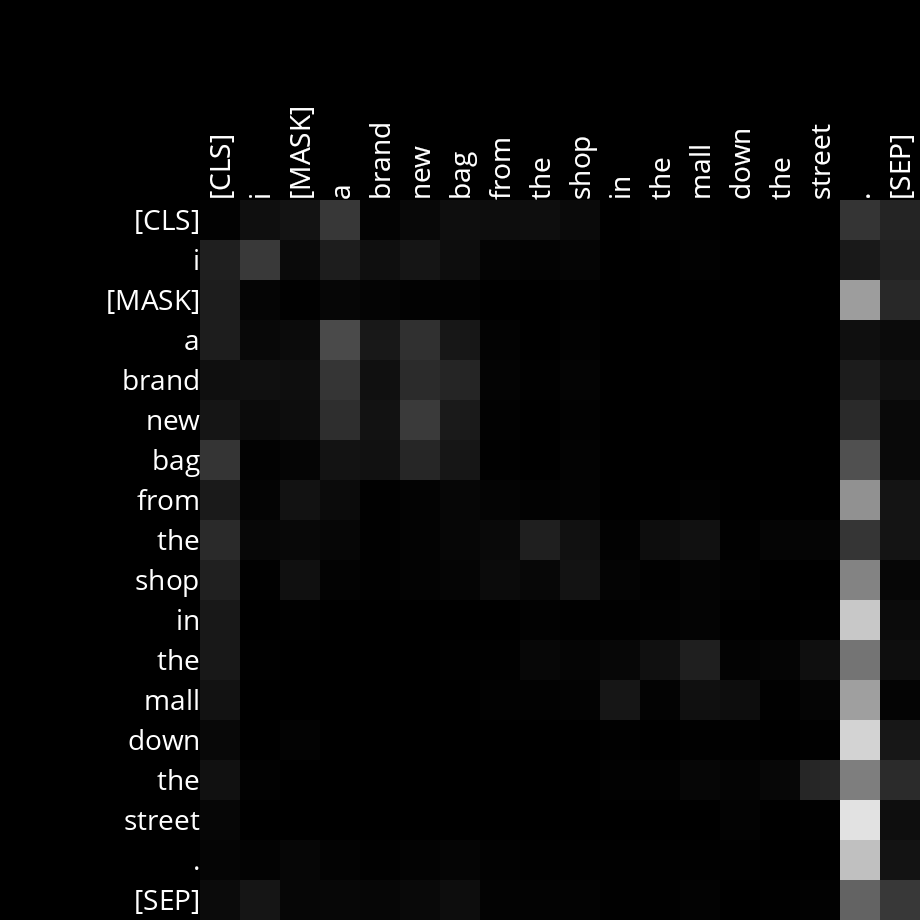 [CLS] i [MASK] a brand new bag from the shop in the mall down the street . [SEP]
[CLS]
i
[MASK]
a
brand
new
bag
from
the
shop
in
the
mall
down
the
street
.
[SEP]